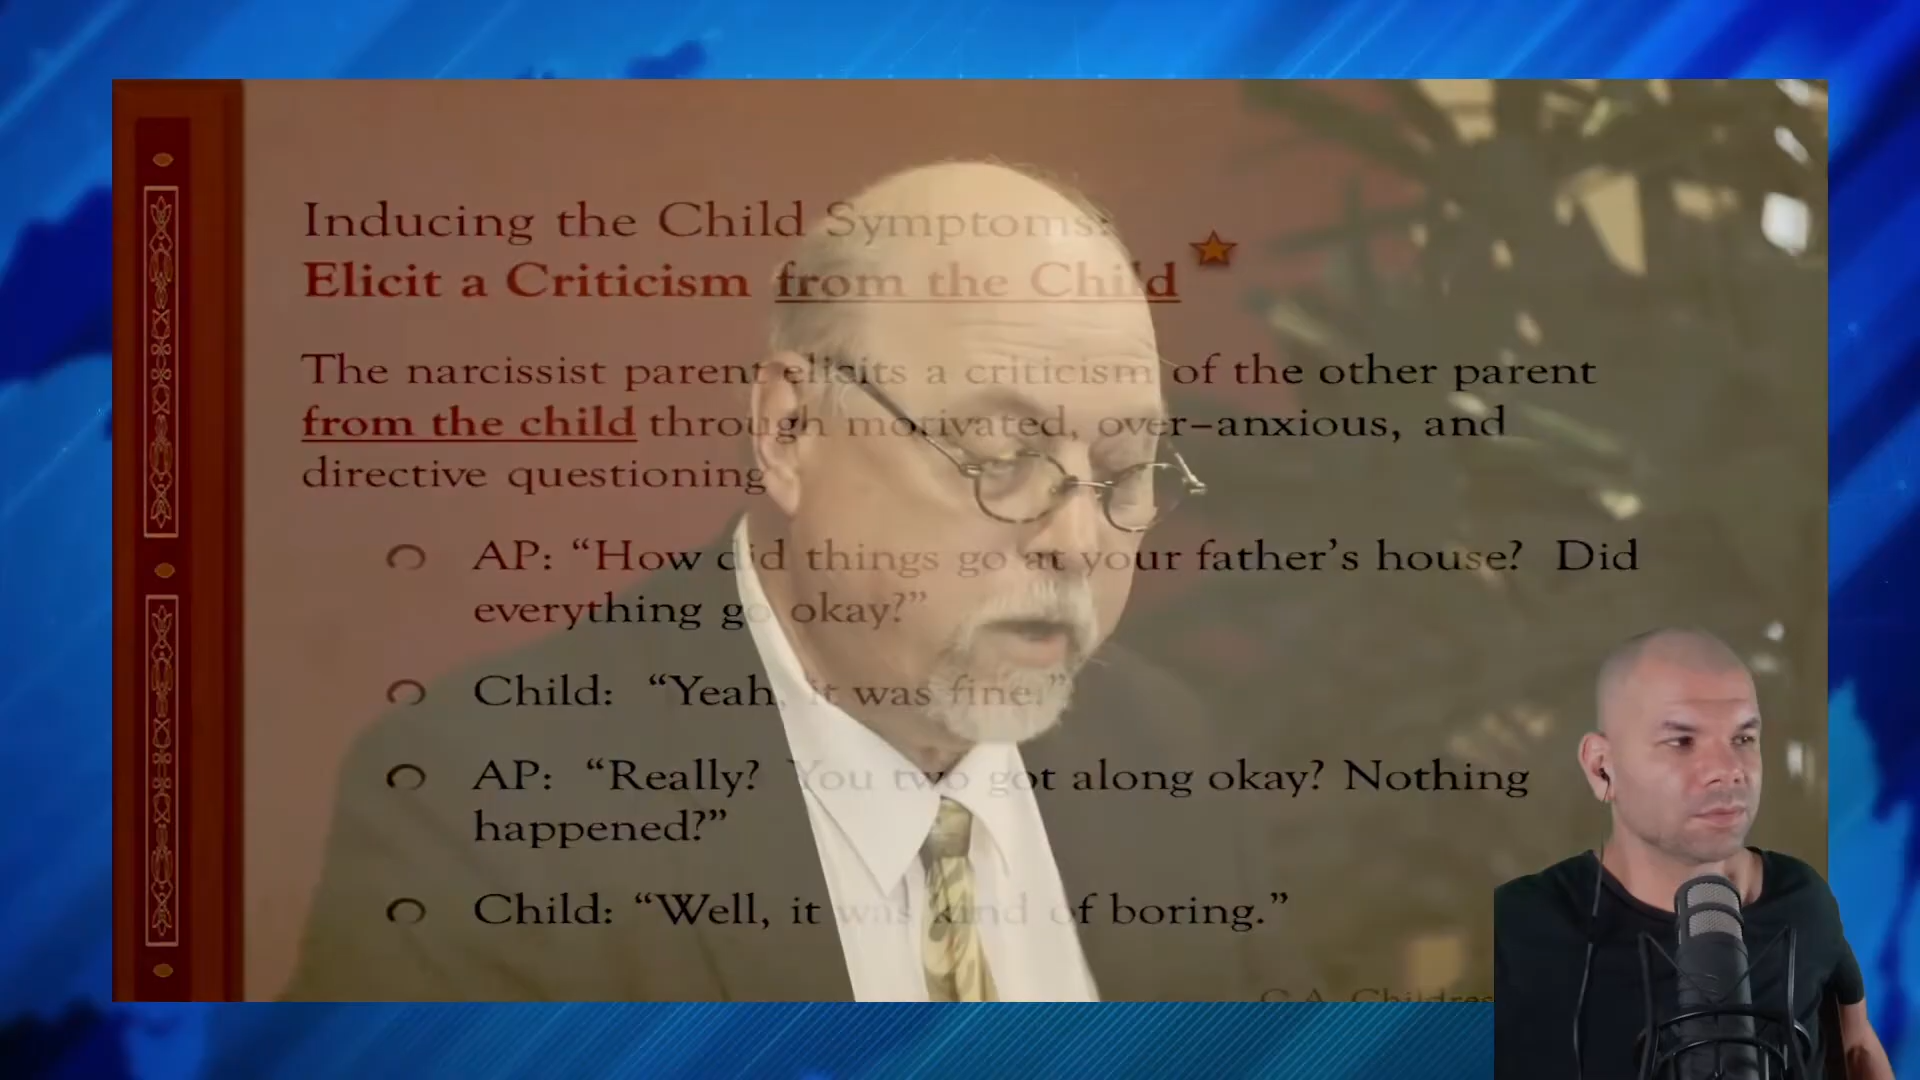 Inducing the Child Symptoms:
Elicit a Criticism from the Child
The narcissist parent elicits a criticism of the other parent
from the child through motivated, over-anxious, and
directive questioning
AP: “How did things go at your father’s house? Did
everything go okay?”
Child: “Yeah, it was fine.”
AP: “Really? You two got along okay? Nothing
happened?”
Child: “Well, it was kind of boring.”
C.A. Childres